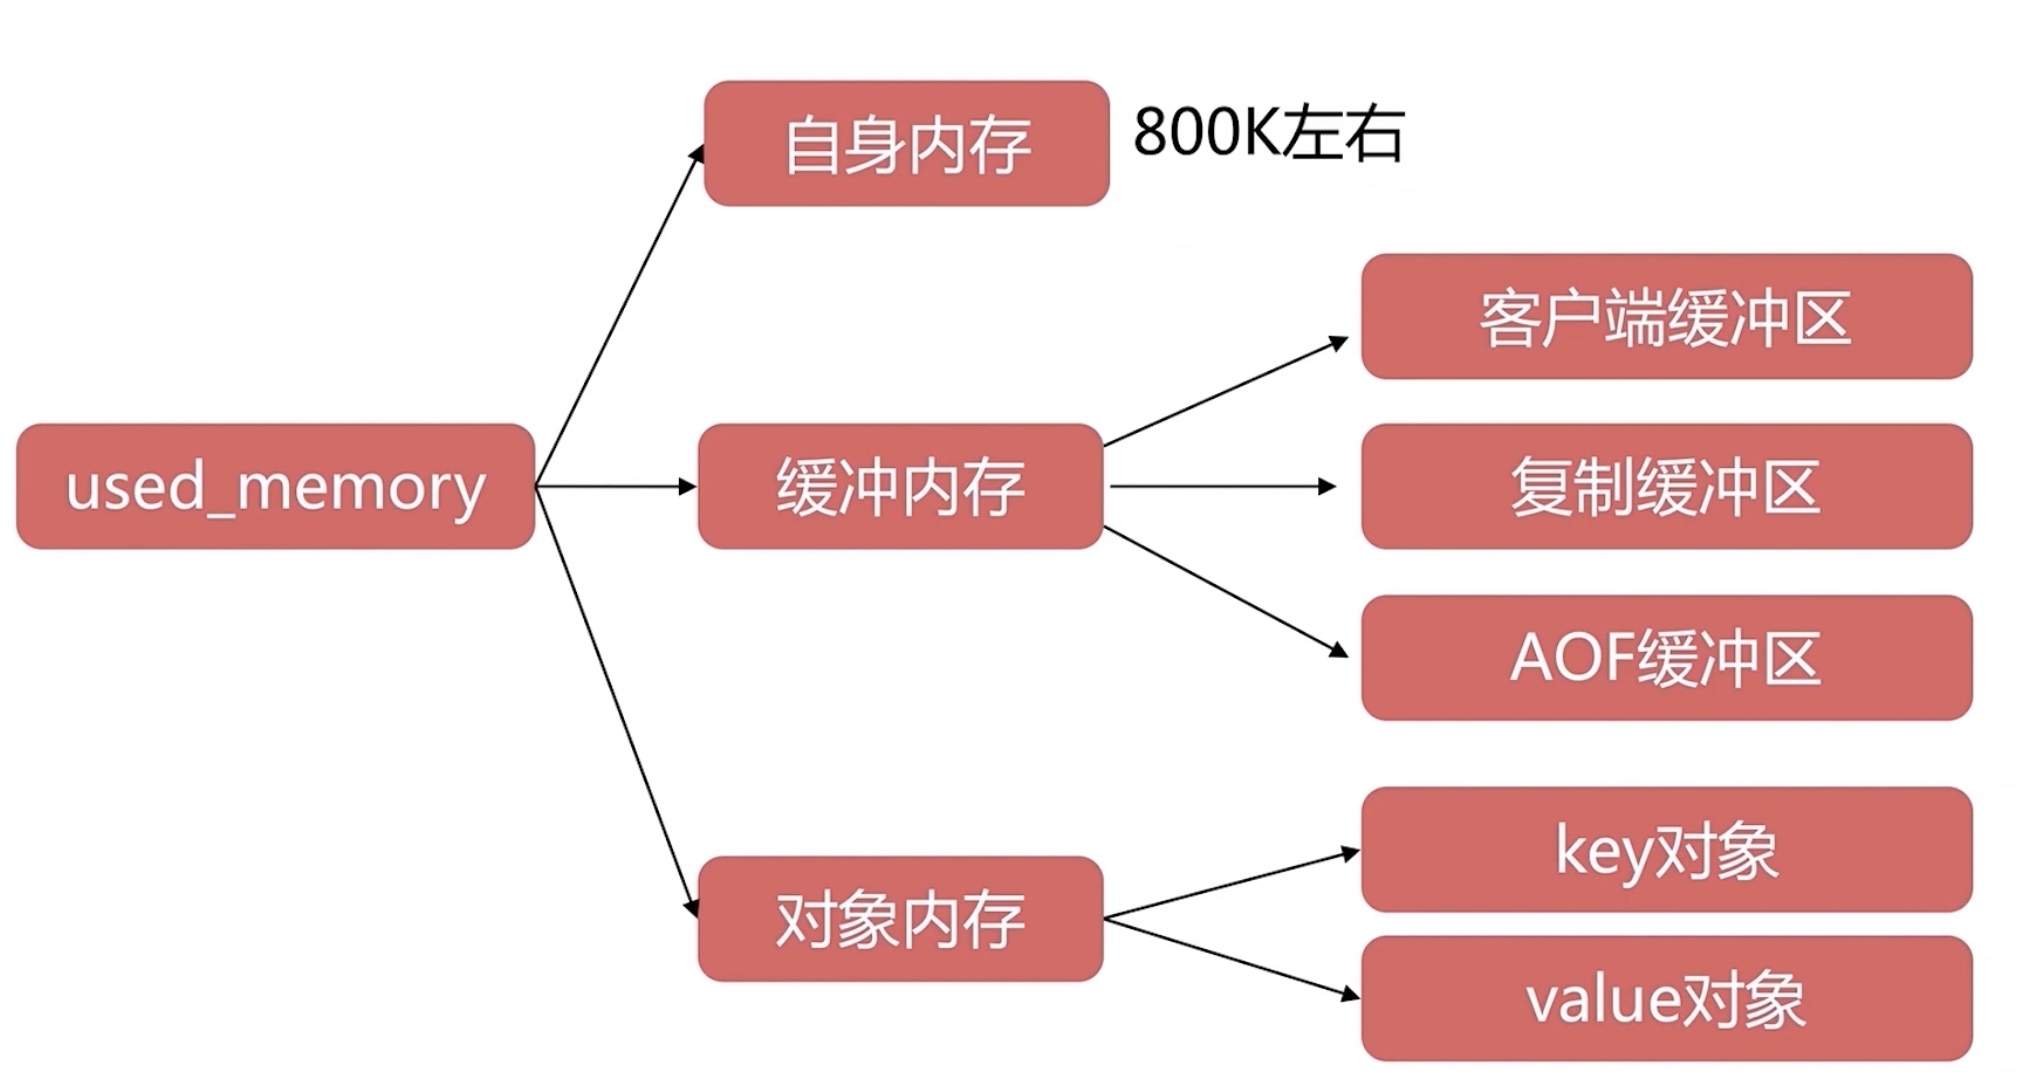 自身内存
800K左右
客户端缓冲区
used_memory
缓冲内存
复制缓冲区
AOF缓冲区
对象内存
key对象
value对象